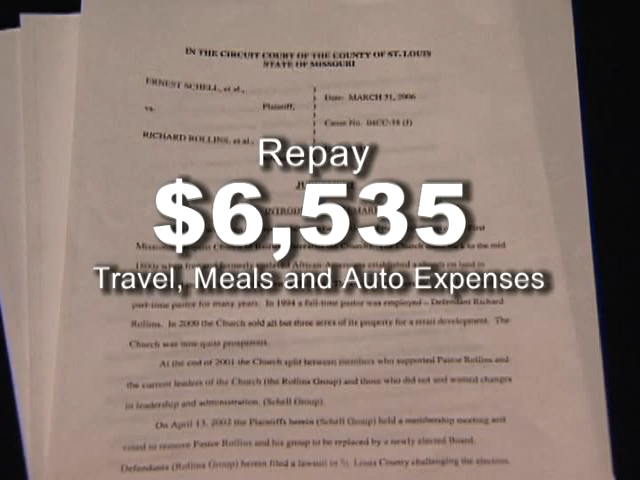 IN THE CIRCUIT COURT OF THE COUNTY OF ST. LOUIS
STATE OF MISSOURI
ERNEST SCHELL, et al.,
Plaintiff,
Date: MARCH 31, 2006
vs.
RICHARD ROLLINS, et al.,
Repay
$6,535
Travel, Meals and Auto Expenses
part-time pastor for many years. In 1994 a full-time pastor was employed – Defendant Richard
Rollins. In 2000 the Church sold all but three acres of its property for a retail development. The
Church was now quite prosperous.
At the end of 2001 the Church split between members who supported Pastor Rollins and
the current leaders of the Church (the Rollins Group) and those who did not and wanted changes
in leadership and administration. (Schell Group).
On April 13, 2002 the Plaintiffs herein (Schell Group) held a membership meeting and
voted to remove Pastor Rollins and his group to be replaced by a newly elected Board.
Defendants (Rollins Group) herein filed a lawsuit in St. Louis County challenging the election.